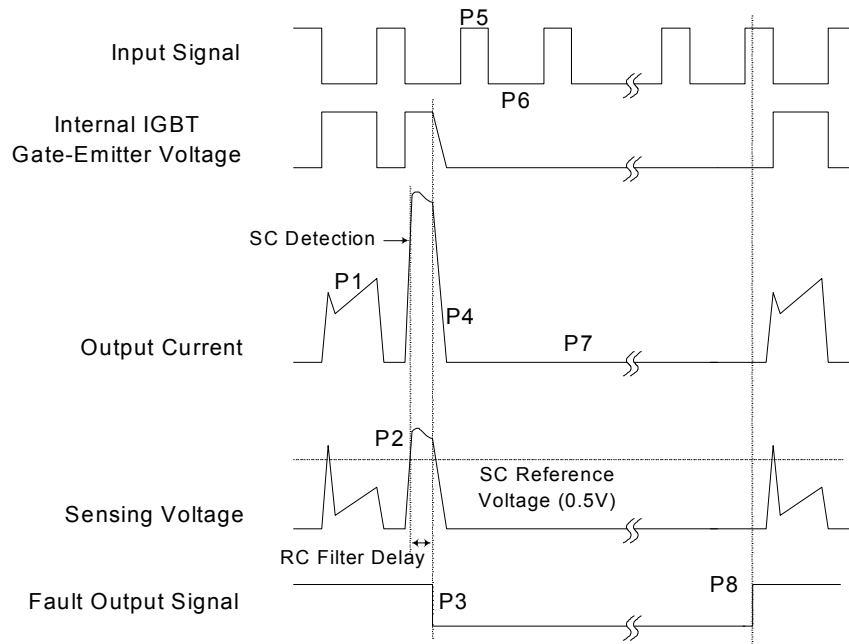 P5
Input Signal
P6
Internal IGBT
Gate-Emitter Voltage
SC Detection
P1
P4
Output Current
P7
P2
SC Reference
Voltage (0.5V)
Sensing Voltage
RC Filter Delay
Fault Output Signal
P3
P8